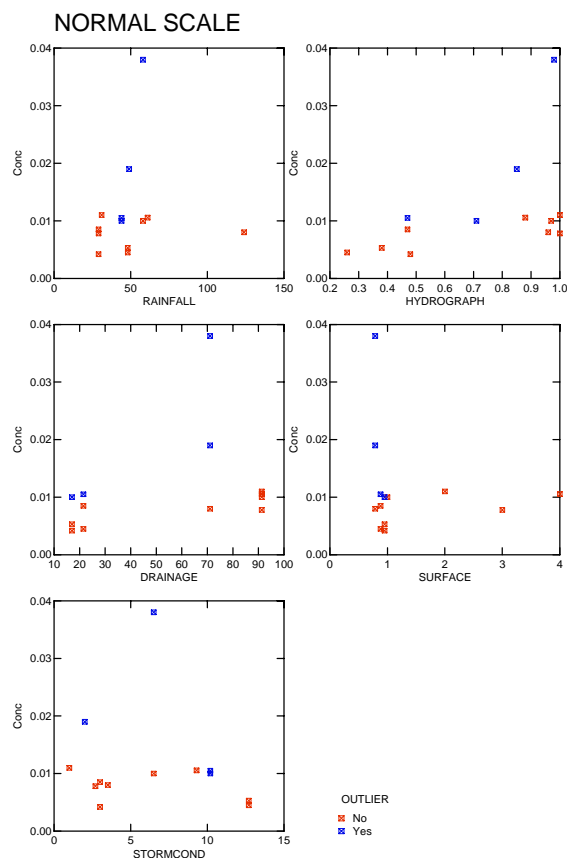 NORMAL SCALE
0.04
0.03
0.02
0.01
0.00
Conc
0 50 100 150
RAINFALL
0.04
0.03
0.02
0.01
0.00
Conc
0.2 0.3 0.4 0.5 0.6 0.7 0.8 0.9 1.0
HYDROGRAPH
0.04
0.03
0.02
0.01
0.00
Conc
10 20 30 40 50 60 70 80 90 100
DRAINAGE
0.04
0.03
0.02
0.01
0.00
Conc
0 1 2 3 4
SURFACE
0.04
0.03
0.02
0.01
0.00
Conc
0 5 10 15
STORMCOND
OUTLIER
No
Yes